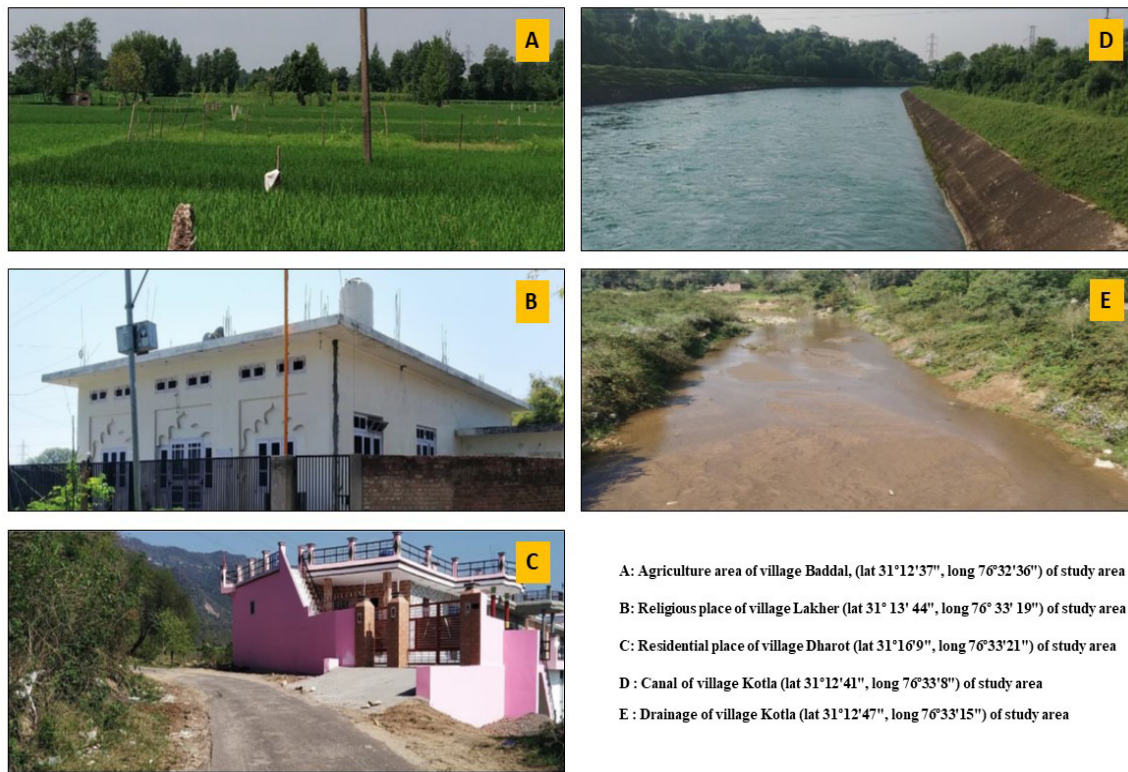 A
D
B
E
C
A: Agriculture area of village Baddal, (lat 31°12'37", long 76°32'36") of study area
B: Religious place of village Lakher (lat 31° 13' 44", long 76° 33' 19") of study area
C: Residential place of village Dharot (lat 31°16'9", long 76°33'21") of study area
D : Canal of village Kotla (lat 31°12'41", long 76°33'8") of study area
E : Drainage of village Kotla (lat 31°12'47", long 76°33'15") of study area